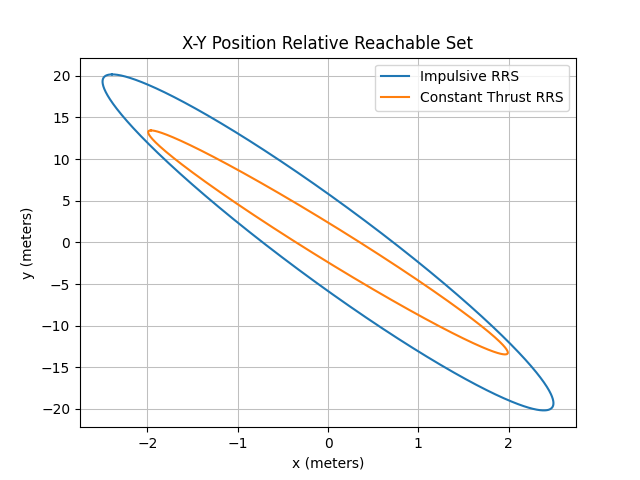 X-Y Position Relative Reachable Set
Impulsive RRS
Constant Thrust RRS
20
15
10
5
0
−5
−10
−15
−20
y (meters)
−2
−1
0
1
2
x (meters)